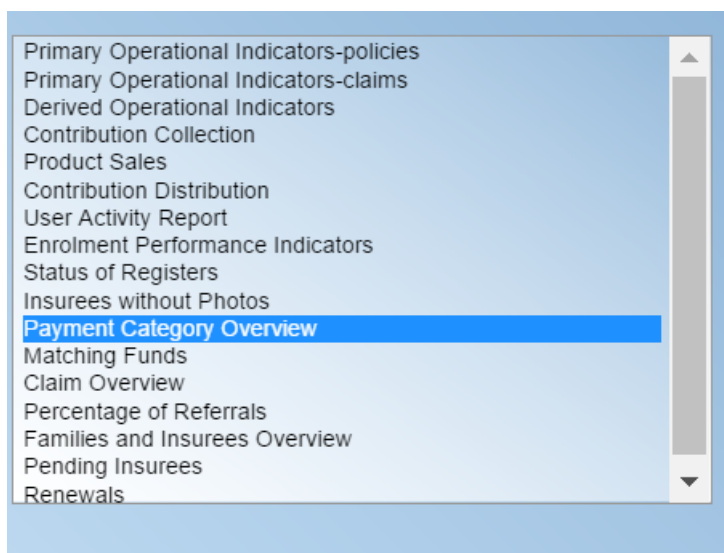 Primary Operational Indicators-policies
Primary Operational Indicators-claims
Derived Operational Indicators
Contribution Collection
Product Sales
Contribution Distribution
User Activity Report
Enrolment Performance Indicators
Status of Registers
Insurees without Photos
Payment Category Overview
Matching Funds
Claim Overview
Percentage of Referrals
Families and Insurees Overview
Pending Insurees
Renewals